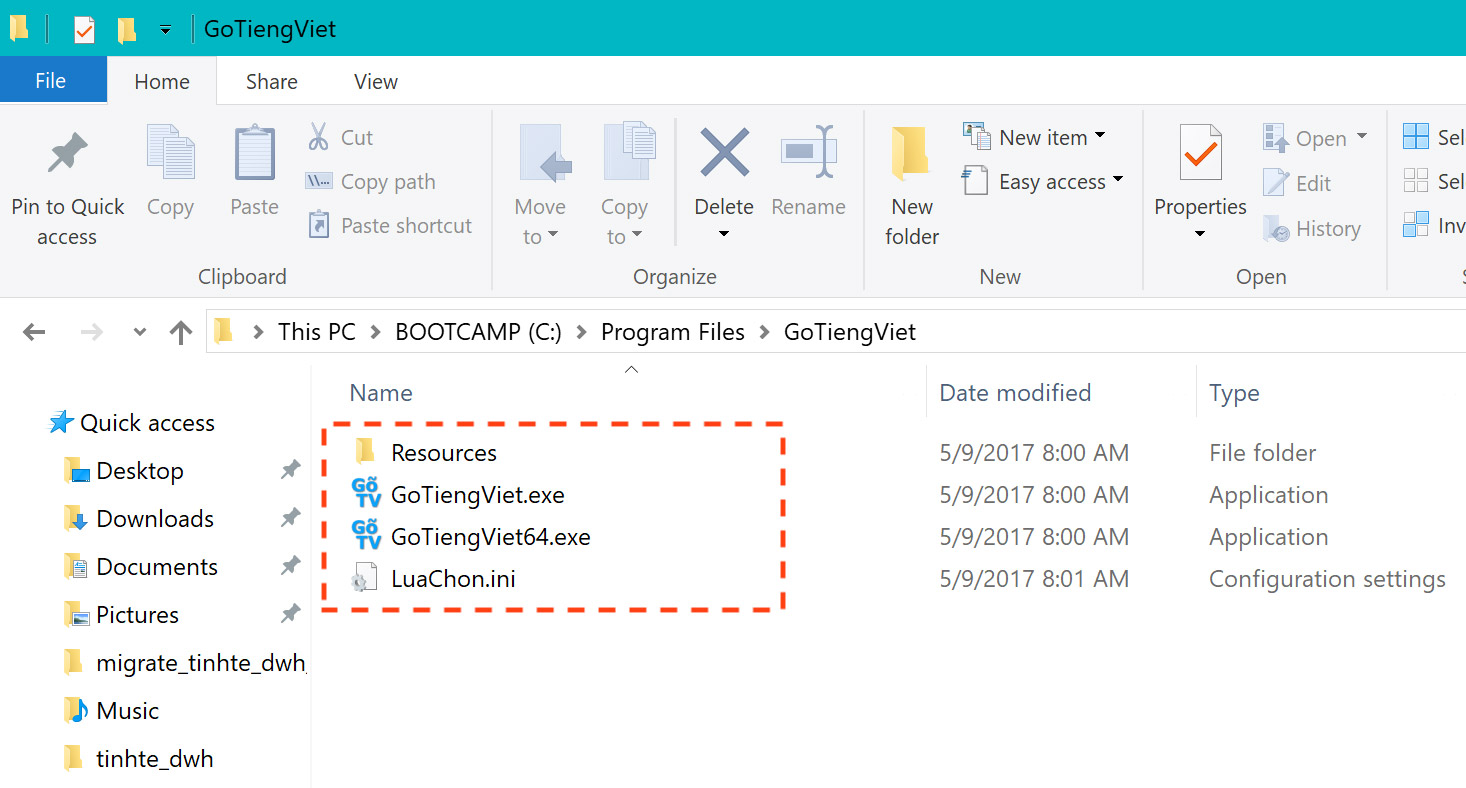 GoTiengViet
File Home Share View
Pin to Quick access
Copy
Paste
Cut
Copy path
Paste shortcut
Clipboard
Move to
Copy to
Delete
Rename
Organize
New folder
New item
Easy access
New
Properties
Open
Edit
History
Open
Sel
Sel
Inv
S
This PC BOOTCAMP (C:) Program Files GoTiengViet
Name Date modified Type
Quick access
Desktop
Downloads
Documents
Pictures
migrate_tinhte_dwh_
Music
tinhte_dwh
Resources 5/9/2017 8:00 AM File folder
GõTV GoTiengViet.exe 5/9/2017 8:00 AM Application
GõTV GoTiengViet64.exe 5/9/2017 8:00 AM Application
LuaChon.ini 5/9/2017 8:01 AM Configuration settings